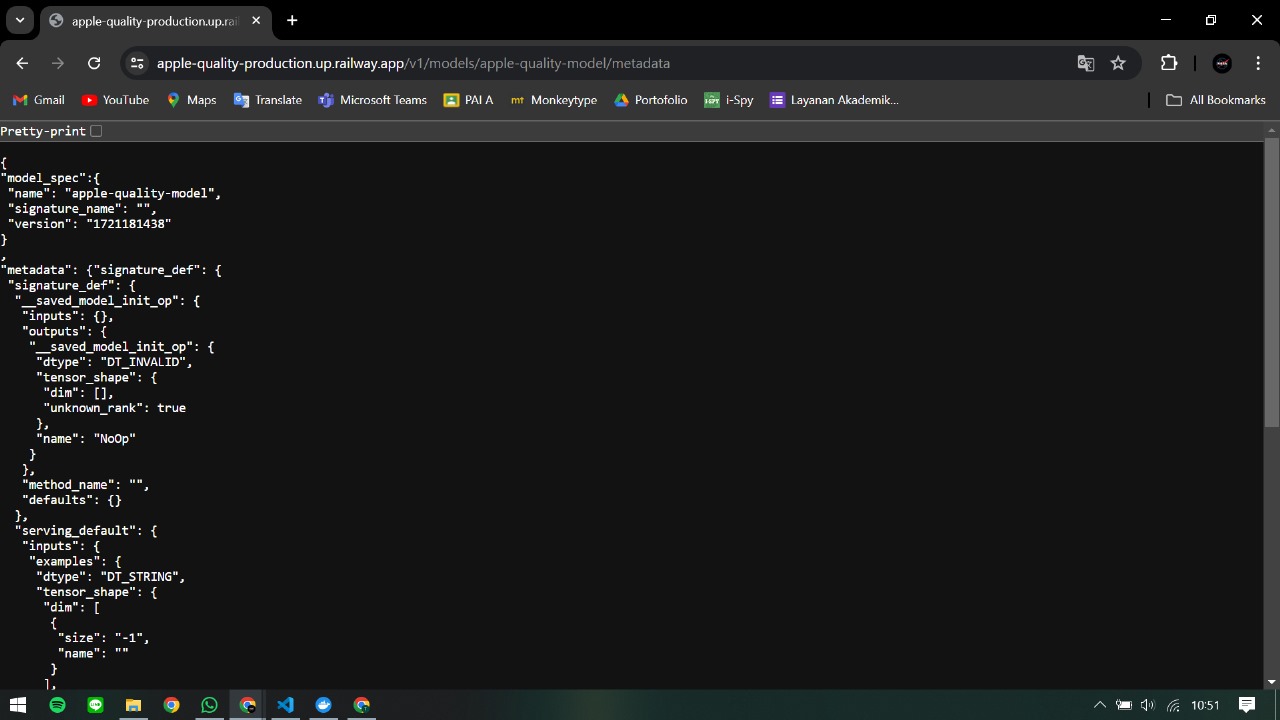 apple-quality-production.up.rail
apple-quality-production.up.railway.app/v1/models/apple-quality-model/metadata
Gmail YouTube Maps Translate Microsoft Teams PAI A Monkeytype Portofolio i-Spy Layanan Akademik... All Bookmarks
Pretty-print
{
"model_spec":{
 "name": "apple-quality-model",
 "signature_name": "",
 "version": "1721181438"
}
,
"metadata": {"signature_def": {
 "signature_def": {
  "__saved_model_init_op": {
   "inputs": {},
   "outputs": {
    "__saved_model_init_op": {
     "dtype": "DT_INVALID",
     "tensor_shape": {
      "dim": [],
      "unknown_rank": true
     },
     "name": "NoOp"
    }
   },
   "method_name": "",
   "defaults": {}
  },
  "serving_default": {
   "inputs": {
    "examples": {
     "dtype": "DT_STRING",
     "tensor_shape": {
      "dim": [
       {
        "size": "-1",
        "name": ""
       }
      ],
10:51